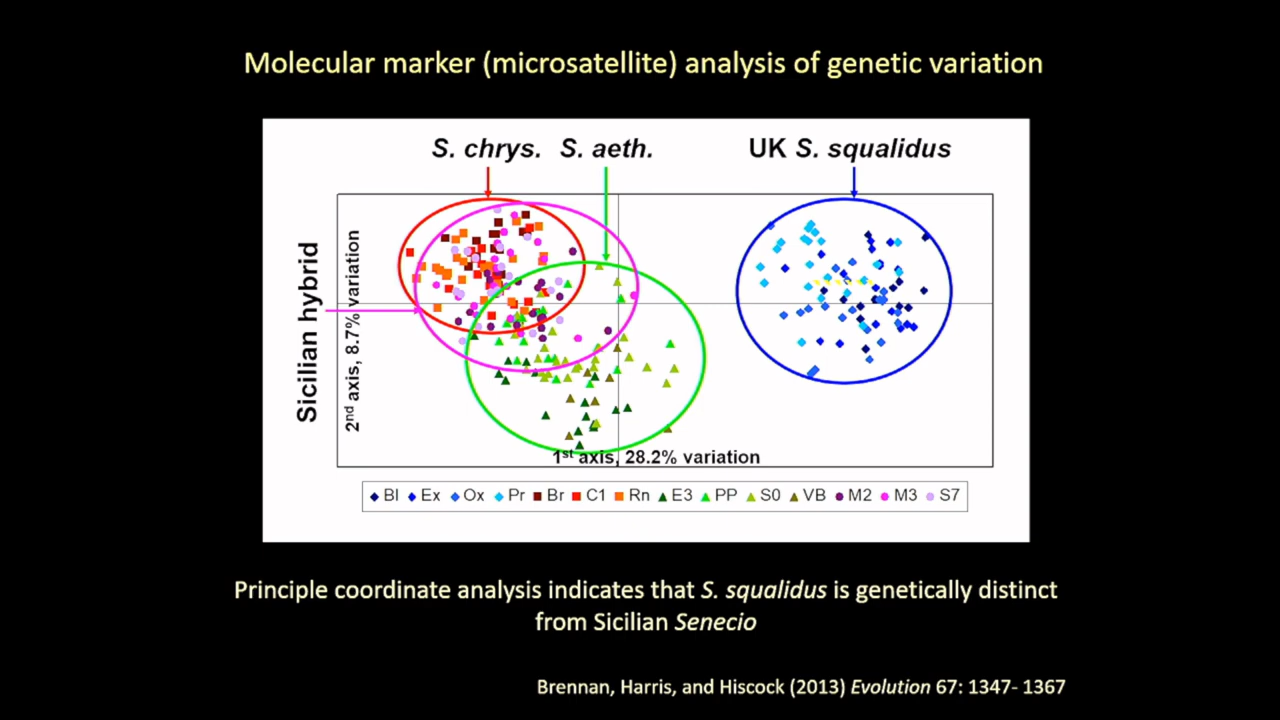 Molecular marker (microsatellite) analysis of genetic variation
S. chrys. S. aeth. UK S. squalidus
Sicilian hybrid
2nd axis, 8.7% variation
1st axis, 28.2% variation
Bl Ex Ox Pr Br C1 Rn E3 PP S0 VB M2 M3 S7
Principle coordinate analysis indicates that S. squalidus is genetically distinct
from Sicilian Senecio
Brennan, Harris, and Hiscock (2013) Evolution 67: 1347- 1367